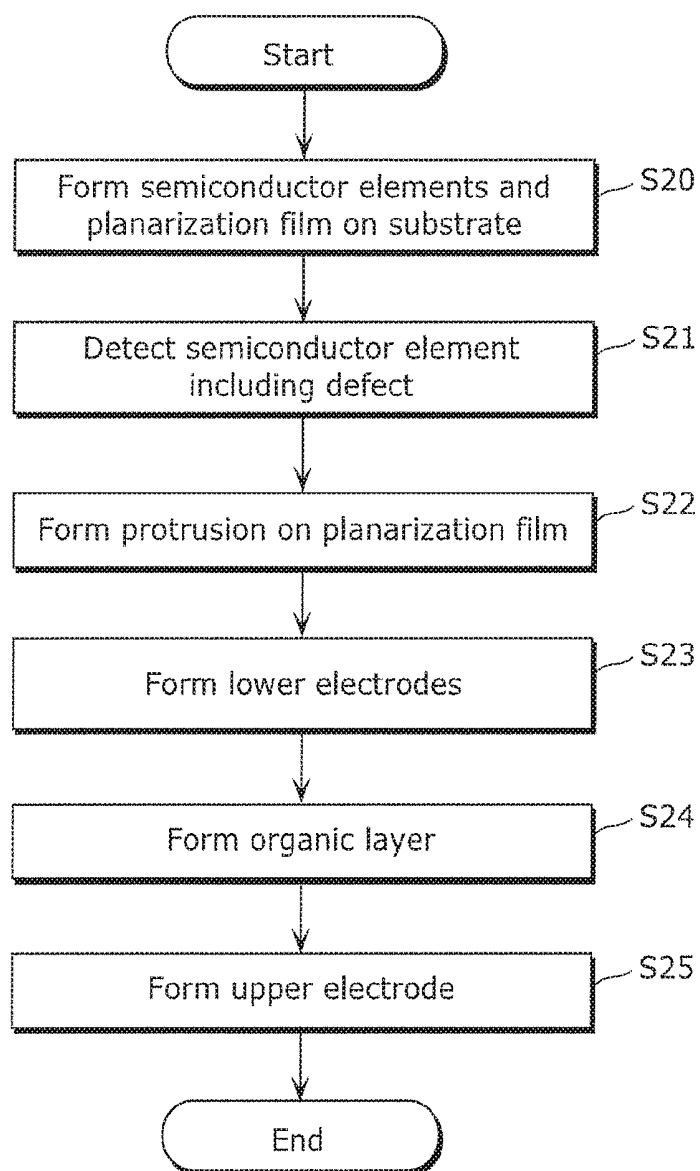 Start
Form semiconductor elements and
planarization film on substrate
S20
Detect semiconductor element
including defect
S21
Form protrusion on planarization film
S22
Form lower electrodes
S23
Form organic layer
S24
Form upper electrode
S25
End